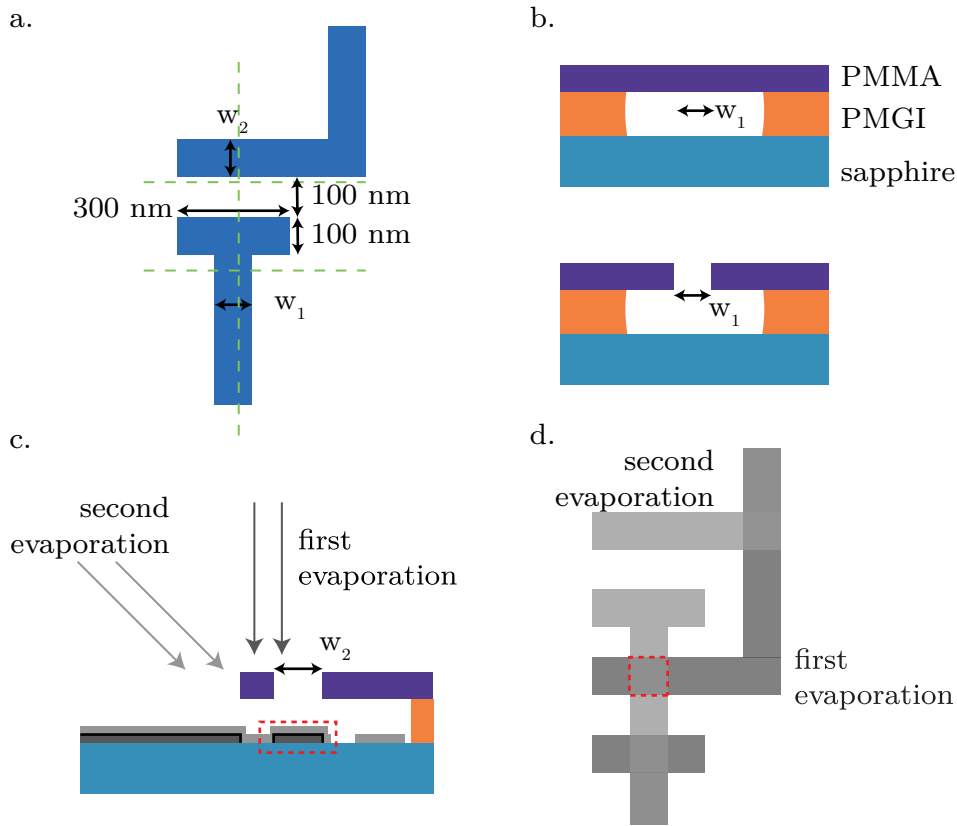 a.
w2
300 nm
100 nm
100 nm
w1
b.
PMMA
w1
PMGI
sapphire
w1
c.
second
evaporation
first
evaporation
w2
d.
second
evaporation
first
evaporation